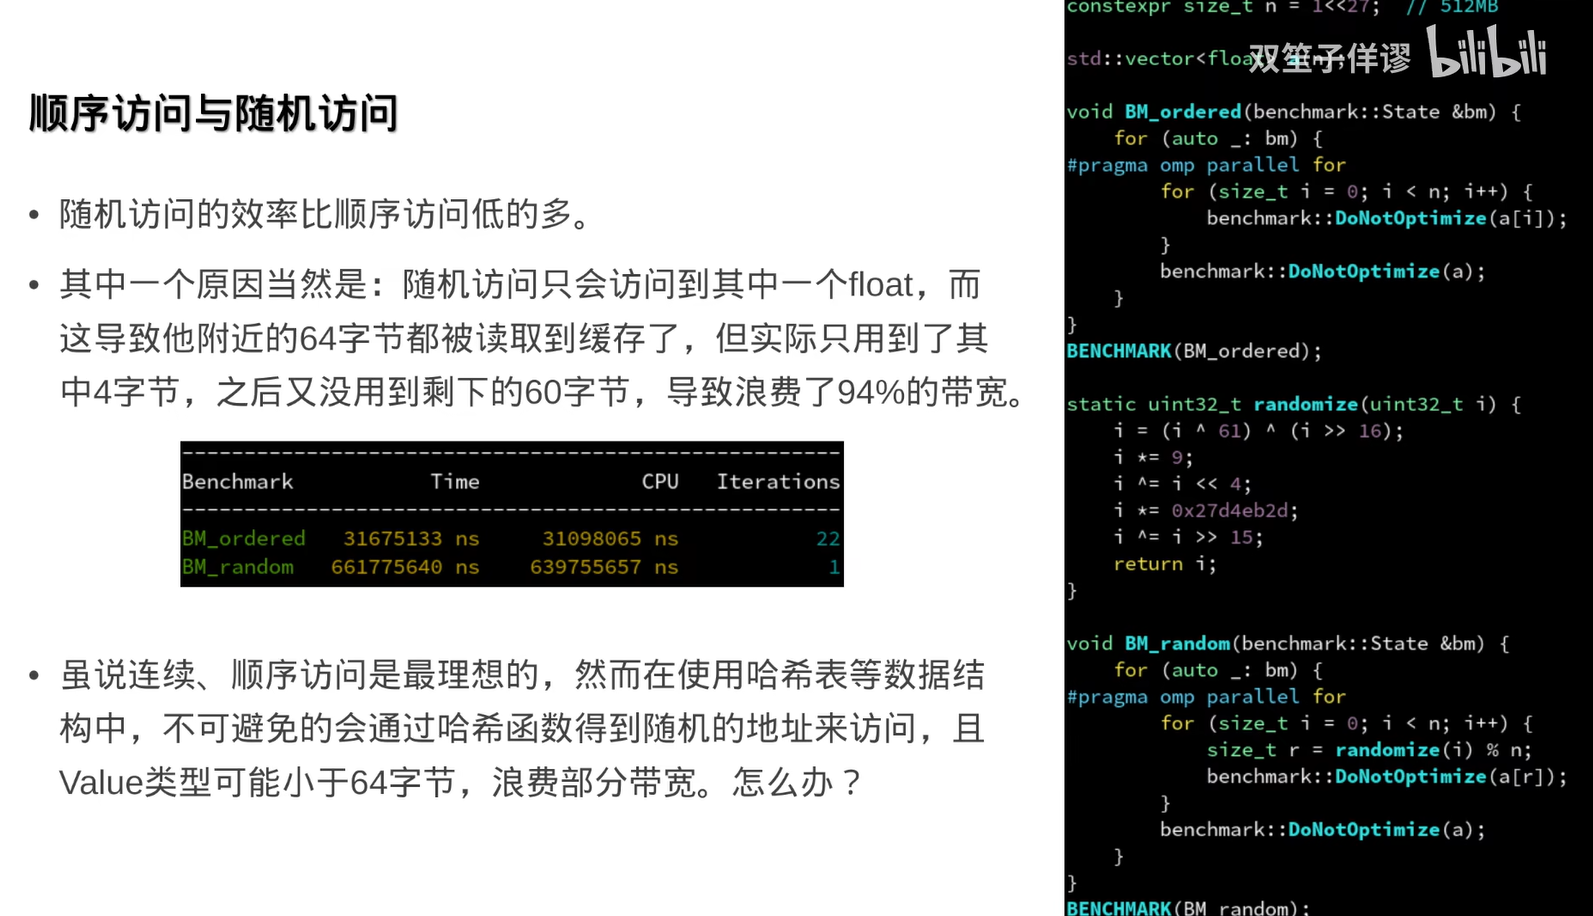 顺序访问与随机访问
• 随机访问的效率比顺序访问低的多。
• 其中一个原因当然是：随机访问只会访问到其中一个float，而
这导致他附近的64字节都被读取到缓存了，但实际只用到了其
中4字节，之后又没用到剩下的60字节，导致浪费了94%的带宽。
------------------------------------------------------
Benchmark Time CPU Iterations
------------------------------------------------------
BM_ordered 31675133 ns 31098065 ns 22
BM_random 661775640 ns 639755657 ns 1
• 虽说连续、顺序访问是最理想的，然而在使用哈希表等数据结
构中，不可避免的会通过哈希函数得到随机的地址来访问，且
Value类型可能小于64字节，浪费部分带宽。怎么办？
constexpr size_t n = 1<<27; // 512MB
双笙子佯谬 bilibili
std::vector<float
void BM_ordered(benchmark::State &bm) {
for (auto _: bm) {
#pragma omp parallel for
for (size_t i = 0; i < n; i++) {
benchmark::DoNotOptimize(a[i]);
}
benchmark::DoNotOptimize(a);
}
}
BENCHMARK(BM_ordered);
static uint32_t randomize(uint32_t i) {
i = (i ^ 61) ^ (i >> 16);
i *= 9;
i ^= i << 4;
i *= 0x27d4eb2d;
i ^= i >> 15;
return i;
}
void BM_random(benchmark::State &bm) {
for (auto _: bm) {
#pragma omp parallel for
for (size_t i = 0; i < n; i++) {
size_t r = randomize(i) % n;
benchmark::DoNotOptimize(a[r]);
}
benchmark::DoNotOptimize(a);
}
}
BENCHMARK(BM_random);